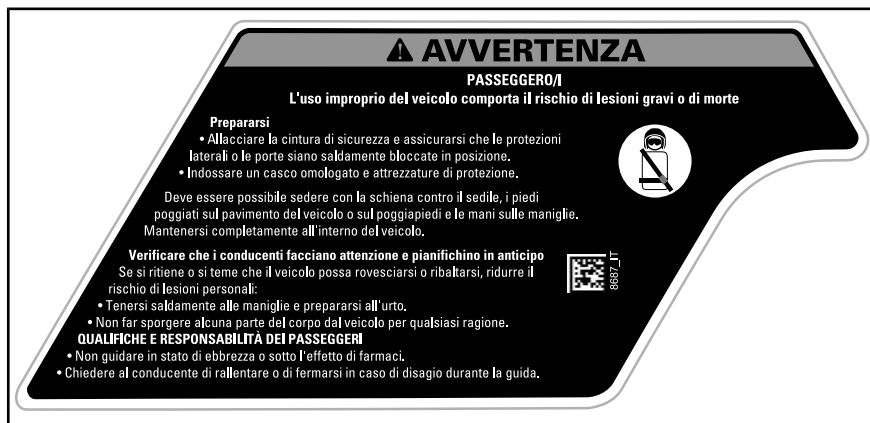 AVVERTENZA
PASSEGGERO/I
L'uso improprio del veicolo comporta il rischio di lesioni gravi o di morte
Prepararsi
• Allacciare la cintura di sicurezza e assicurarsi che le protezioni
laterali o le porte siano saldamente bloccate in posizione.
• Indossare un casco omologato e attrezzature di protezione.
Deve essere possibile sedere con la schiena contro il sedile, i piedi
poggiati sul pavimento del veicolo o sul poggiapiedi e le mani sulle maniglie.
Mantenersi completamente all'interno del veicolo.
Verificare che i conducenti facciano attenzione e pianifichino in anticipo
Se si ritiene o si teme che il veicolo possa rovesciarsi o ribaltarsi, ridurre il
rischio di lesioni personali:
• Tenersi saldamente alle maniglie e prepararsi all'urto.
• Non far sporgere alcuna parte del corpo dal veicolo per qualsiasi ragione.
QUALIFICHE E RESPONSABILITÀ DEI PASSEGGERI
• Non guidare in stato di ebbrezza o sotto l'effetto di farmaci.
• Chiedere al conducente di rallentare o di fermarsi in caso di disagio durante la guida.
8687_IT